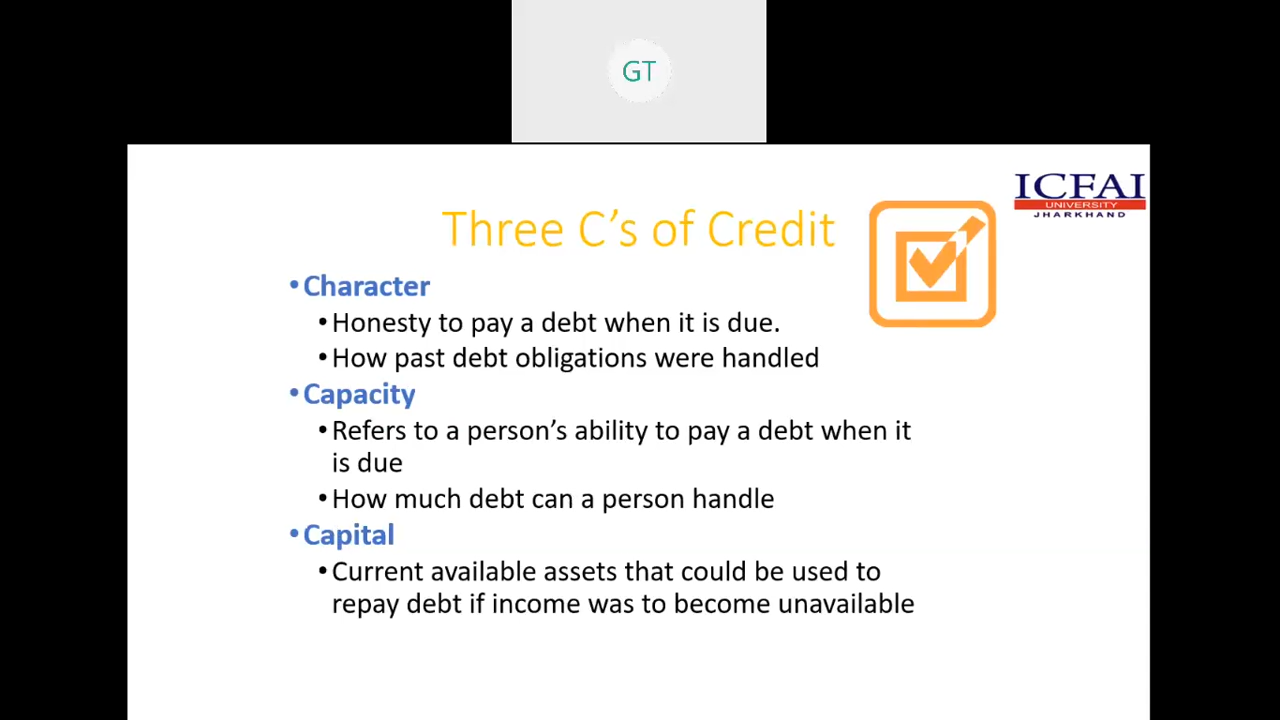 GT
ICFAI
UNIVERSITY
JHARKHAND
Three C’s of Credit
•Character
•Honesty to pay a debt when it is due.
•How past debt obligations were handled
•Capacity
•Refers to a person’s ability to pay a debt when it
is due
•How much debt can a person handle
•Capital
•Current available assets that could be used to
repay debt if income was to become unavailable